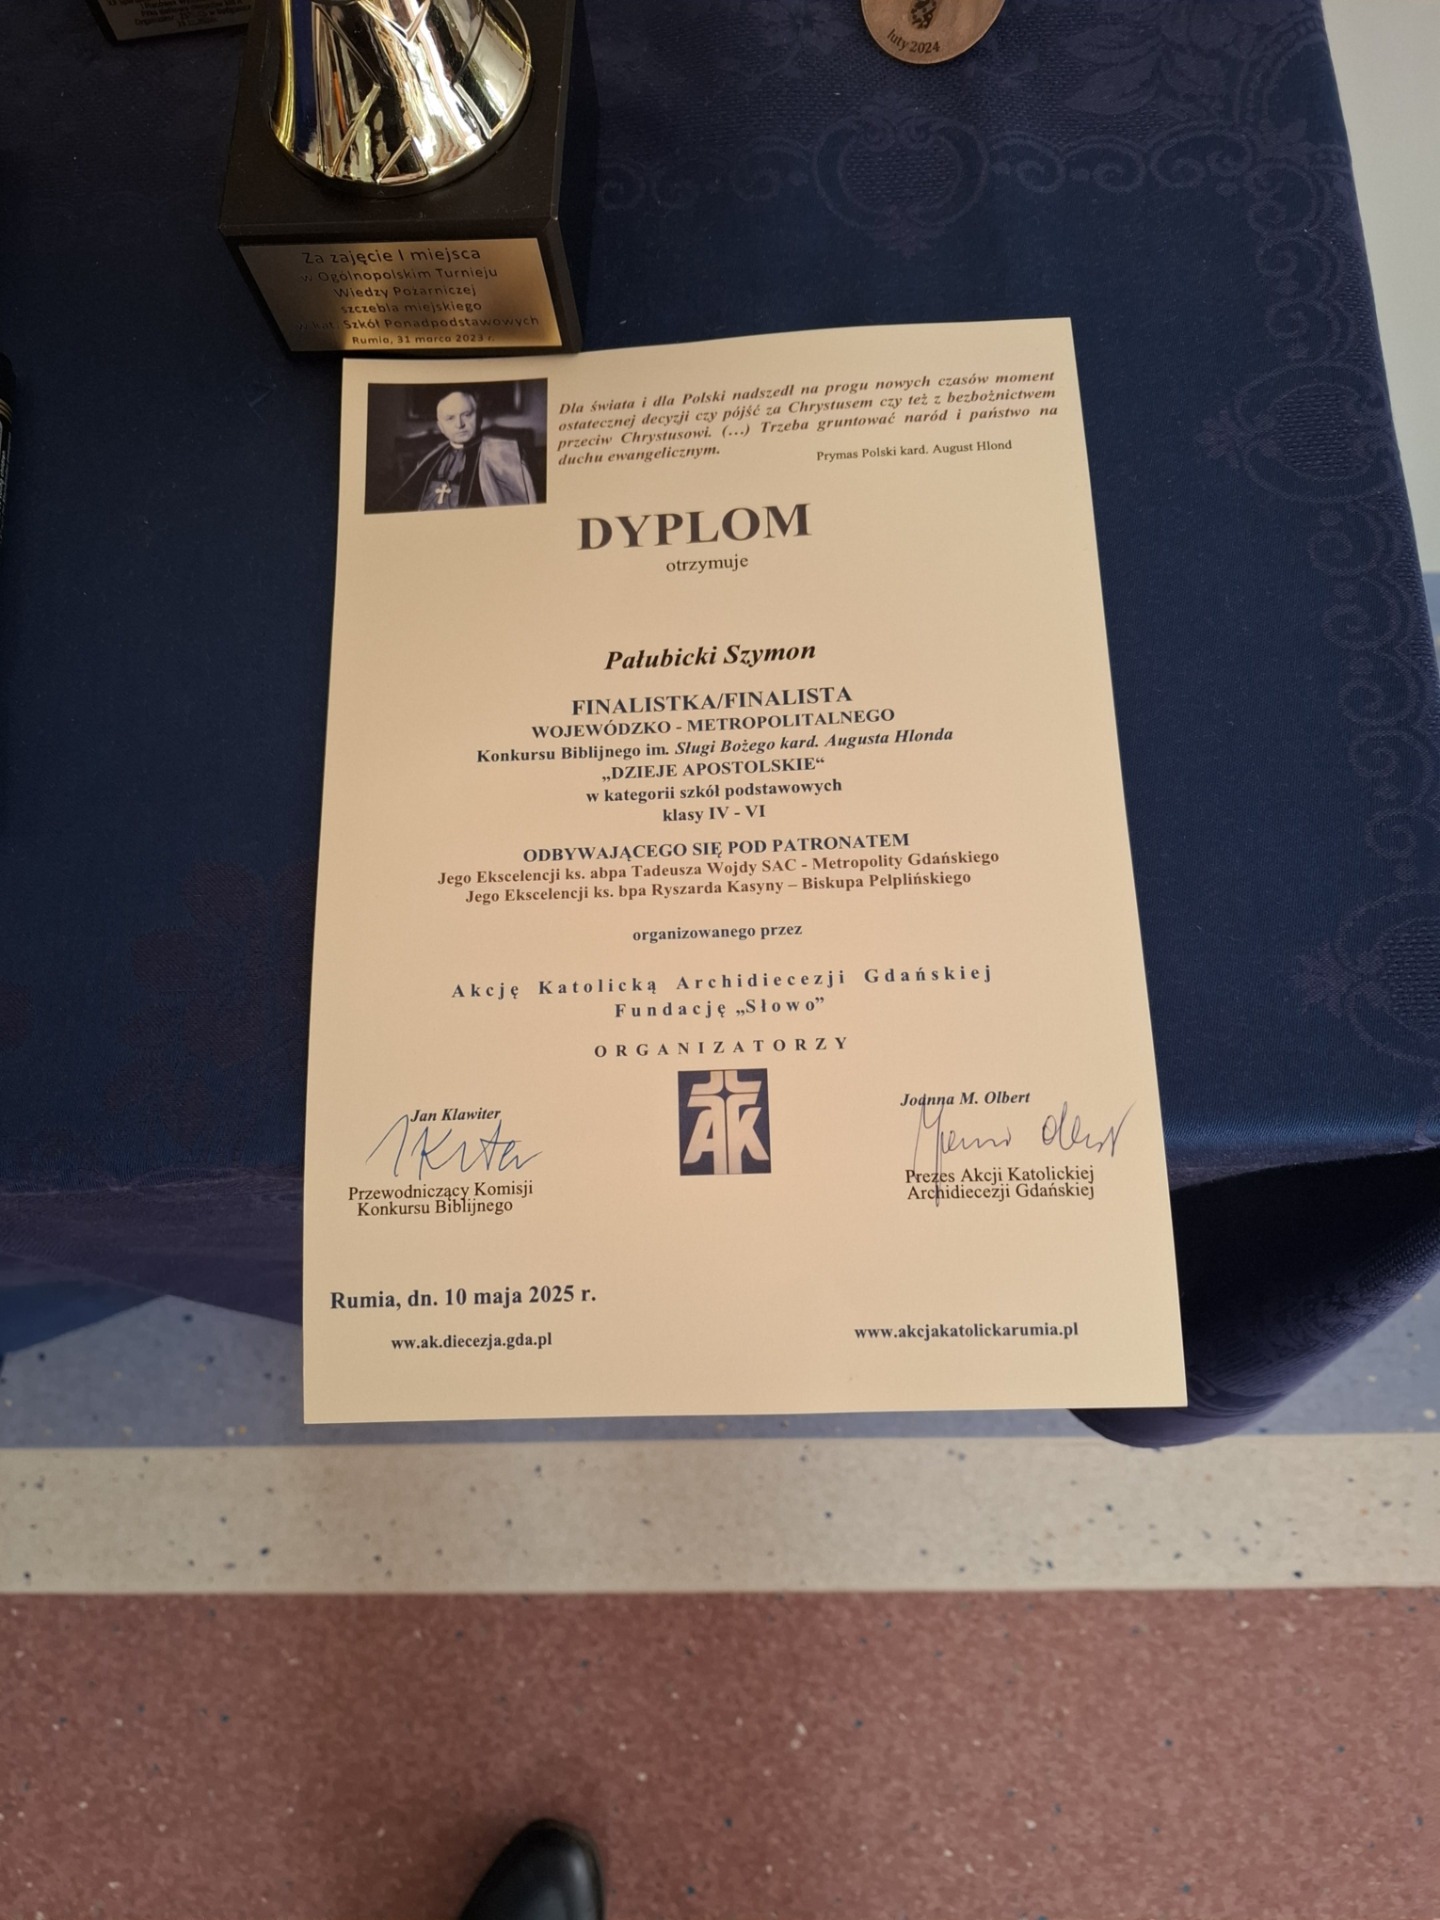 luty 2024
Za zajęcie I miejsca
w Ogólnopolskim Turnieju
Wiedzy Pożarniczej
szczebla miejskiego
kat. Szkół Ponadpodstawowych
Rumia, 31 marca 2023 r.
Dla świata i dla Polski nadszedł na progu nowych czasów moment
ostatecznej decyzji czy pójść za Chrystusem czy też z bezbożnictwem
przeciw Chrystusowi. (...) Trzeba gruntować naród i państwo na
duchu ewangelicznym.
Prymas Polski kard. August Hlond
DYPLOM
otrzymuje
Pałubicki Szymon
FINALISTKA/FINALISTA
WOJEWÓDZKO - METROPOLITALNEGO
Konkursu Biblijnego im. Sługi Bożego kard. Augusta Hlonda
„DZIEJE APOSTOLSKIE“
w kategorii szkół podstawowych
klasy IV - VI
ODBYWAJĄCEGO SIĘ POD PATRONATEM
Jego Ekscelencji ks. abpa Tadeusza Wojdy SAC - Metropolity Gdańskiego
Jego Ekscelencji ks. bpa Ryszarda Kasyny – Biskupa Pelplińskiego
organizowanego przez
Akcję Katolicką Archidiecezji Gdańskiej
Fundację „Słowo”
ORGANIZATORZY
AK
Jan Klawiter
Przewodniczący Komisji
Konkursu Biblijnego
Joanna M. Olbert
Prezes Akcji Katolickiej
Archidiecezji Gdańskiej
Rumia, dn. 10 maja 2025 r.
ww.ak.diecezja.gda.pl
www.akcjakatolickarumia.pl